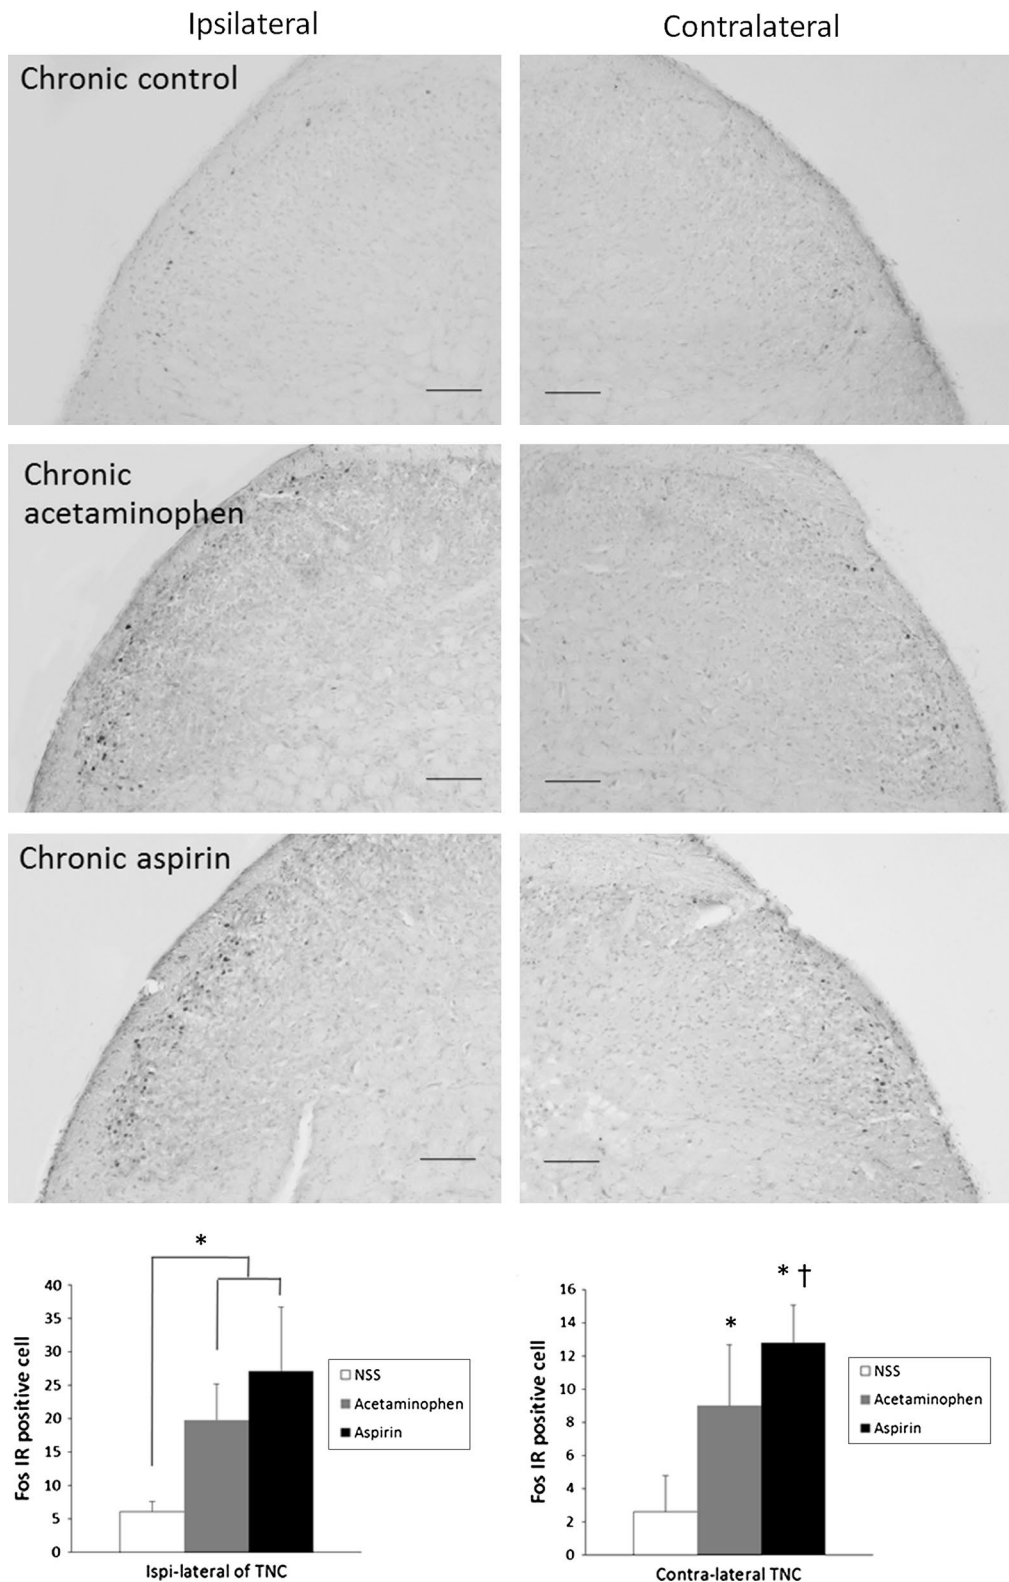 Ipsilateral
Contralateral
Chronic control
Chronic
acetaminophen
Chronic aspirin
*
40
35
30
25
20
15
10
5
0
Fos IR positive cell
NSS
Acetaminophen
Aspirin
Ispi-lateral of TNC
* †
*
16
14
12
10
8
6
4
2
0
Fos IR positive cell
NSS
Acetaminophen
Aspirin
Contra-lateral TNC